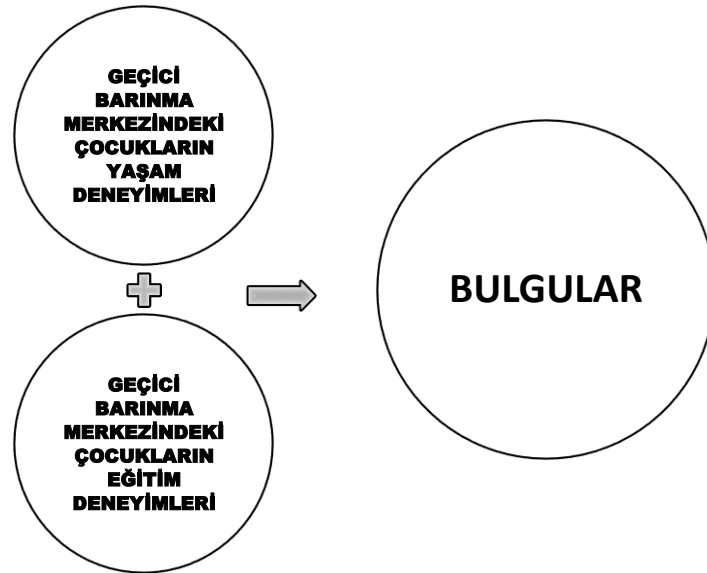 GEÇİCİ
BARINMA
MERKEZİNDEKİ
ÇOCUKLARIN
YAŞAM
DENEYİMLERİ
BULGULAR
GEÇİCİ
BARINMA
MERKEZİNDEKİ
ÇOCUKLARIN
EĞİTİM
DENEYİMLERİ